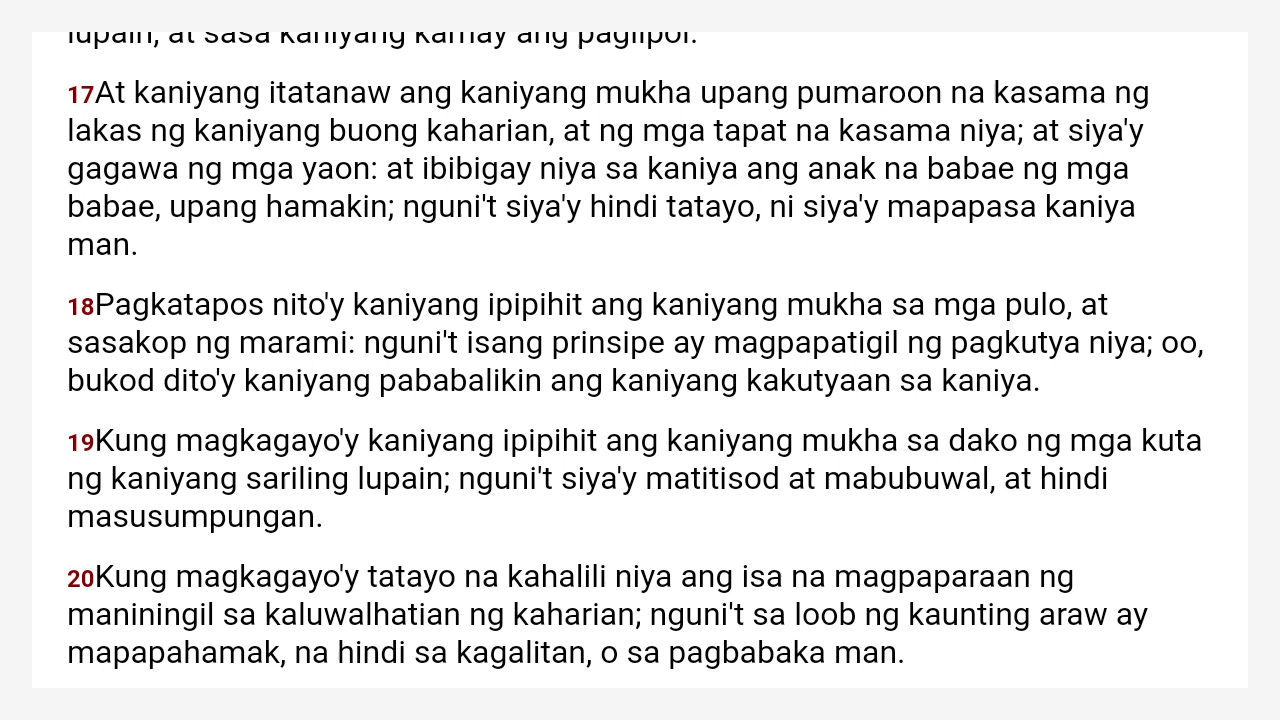 lupain, at sasa kaniyang kamay ang paglipol.
17At kaniyang itatanaw ang kaniyang mukha upang pumaroon na kasama ng
lakas ng kaniyang buong kaharian, at ng mga tapat na kasama niya; at siya'y
gagawa ng mga yaon: at ibibigay niya sa kaniya ang anak na babae ng mga
babae, upang hamakin; nguni't siya'y hindi tatayo, ni siya'y mapapasa kaniya
man.
18Pagkatapos nito'y kaniyang ipipihit ang kaniyang mukha sa mga pulo, at
sasakop ng marami: nguni't isang prinsipe ay magpapatigil ng pagkutya niya; oo,
bukod dito'y kaniyang pababalikin ang kaniyang kakutyaan sa kaniya.
19Kung magkagayo'y kaniyang ipipihit ang kaniyang mukha sa dako ng mga kuta
ng kaniyang sariling lupain; nguni't siya'y matitisod at mabubuwal, at hindi
masusumpungan.
20Kung magkagayo'y tatayo na kahalili niya ang isa na magpaparaan ng
maniningil sa kaluwalhatian ng kaharian; nguni't sa loob ng kaunting araw ay
mapapahamak, na hindi sa kagalitan, o sa pagbabaka man.